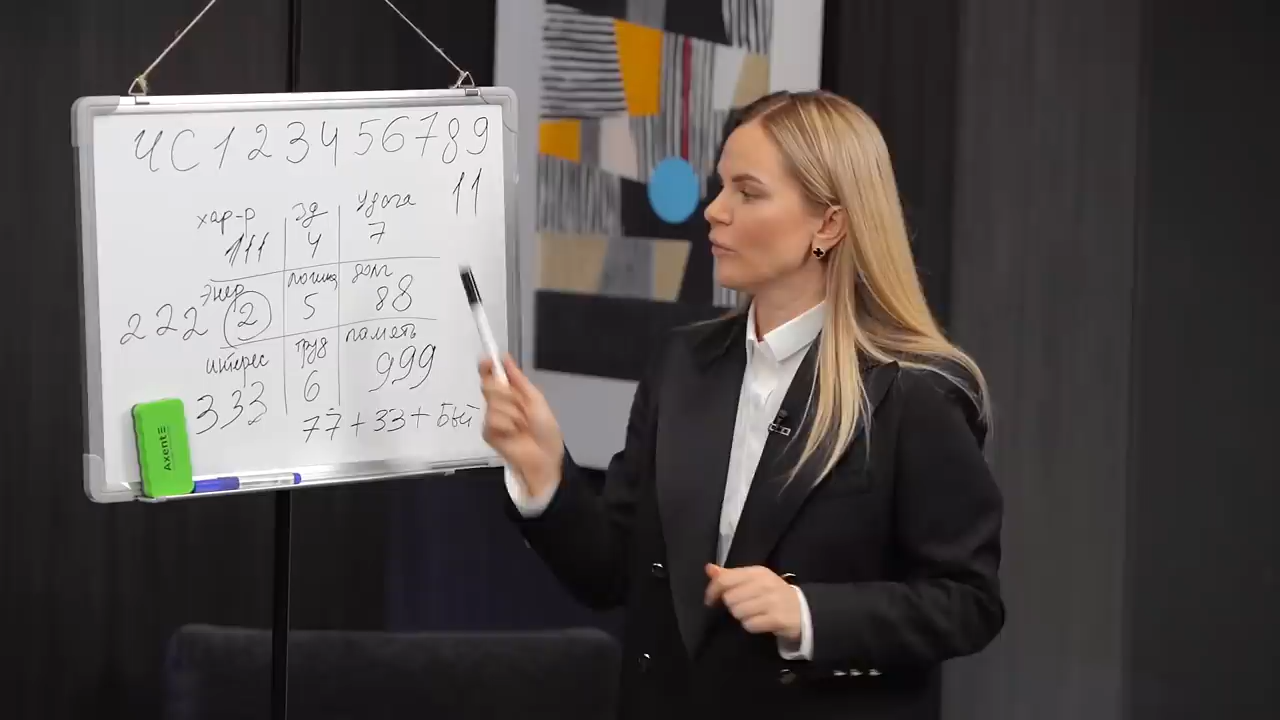 ЧС 1 2 3 4 5 6 7 8 9
11
хар-р зд удача
111 4 7
энер логика долг
222 2 5 88
интерес труд память
333 6 999
77 + 33 + быт
Axent